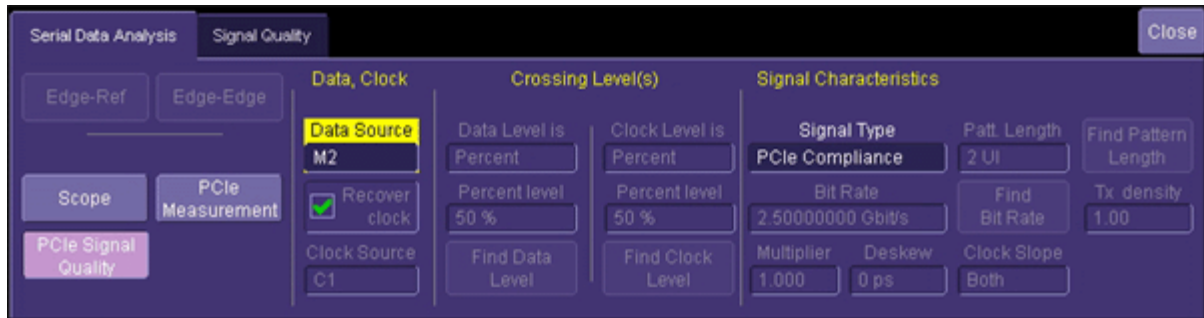 Serial Data Analysis
Signal Quality
Close
Edge-Ref
Edge-Edge
Scope
PCIe
Measurement
PCIe Signal
Quality
Data, Clock
Data Source
M2
Recover
clock
Clock Source
C1
Crossing Level(s)
Data Level is
Percent
Percent level
50 %
Find Data
Level
Clock Level is
Percent
Percent level
50 %
Find Clock
Level
Signal Characteristics
Signal Type
PCIe Compliance
Patt. Length
2 UI
Find Pattern
Length
Bit Rate
2.50000000 Gbit/s
Find
Bit Rate
Tx density
1.00
Multiplier
1.000
Deskew
0 ps
Clock Slope
Both